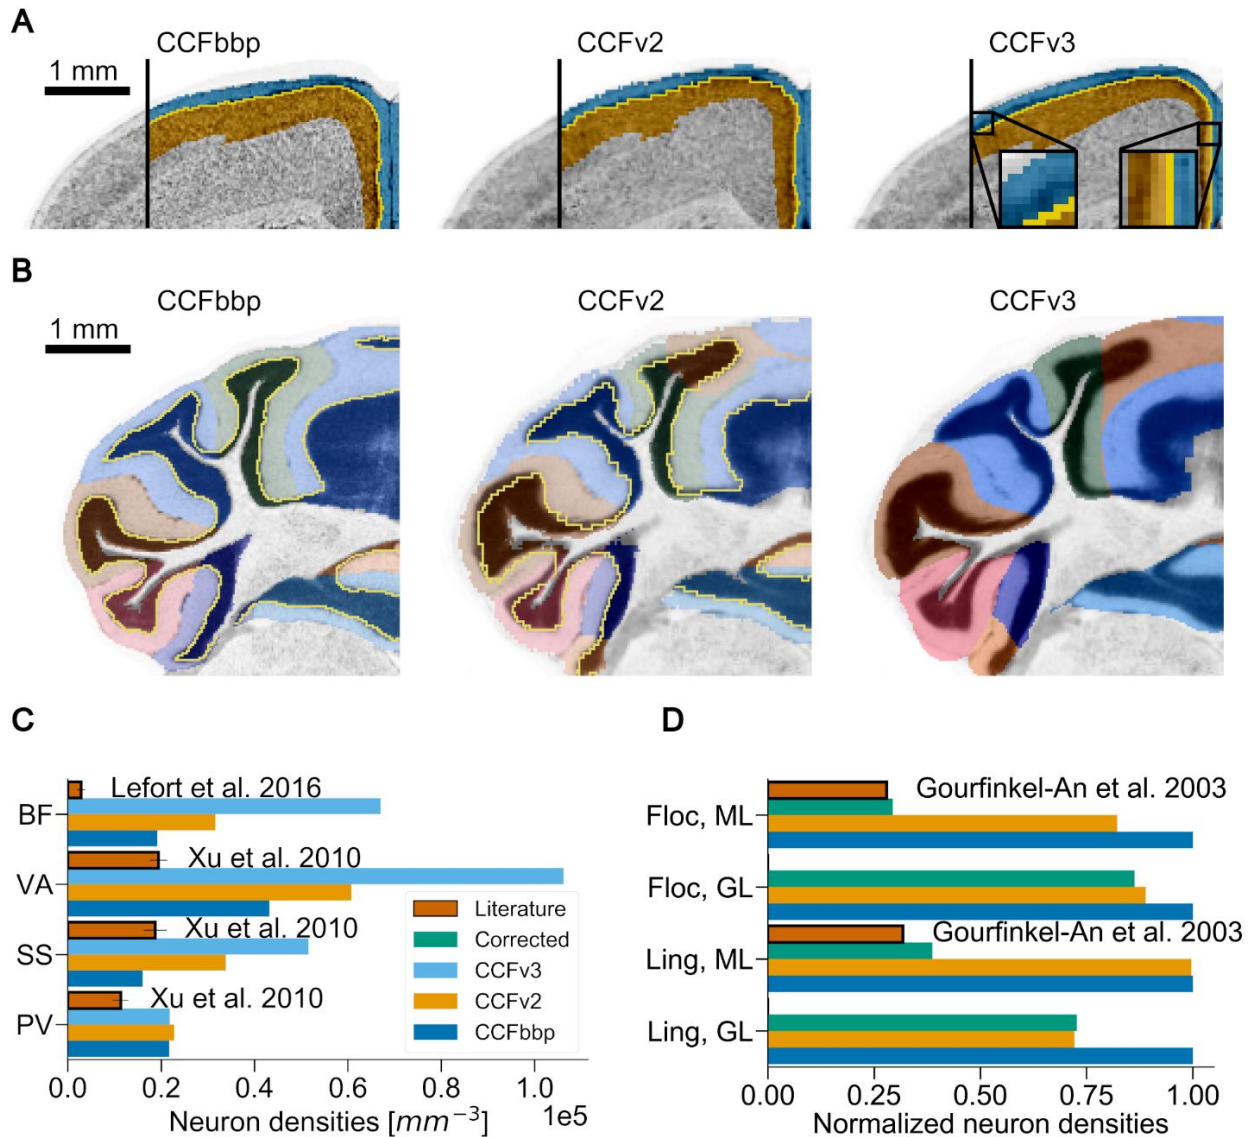 A
CCFbbp
CCFv2
CCFv3
1 mm
B
CCFbbp
CCFv2
CCFv3
1 mm
C
BF
Lefort et al. 2016
VA
Xu et al. 2010
SS
Xu et al. 2010
PV
Xu et al. 2010
Literature
Corrected
CCFv3
CCFv2
CCFbbp
0.0 0.2 0.4 0.6 0.8 1.0
1e5
Neuron densities [mm⁻³]
D
Floc, ML
Gourfinkel-An et al. 2003
Floc, GL
Ling, ML
Gourfinkel-An et al. 2003
Ling, GL
0.00 0.25 0.50 0.75 1.00
Normalized neuron densities